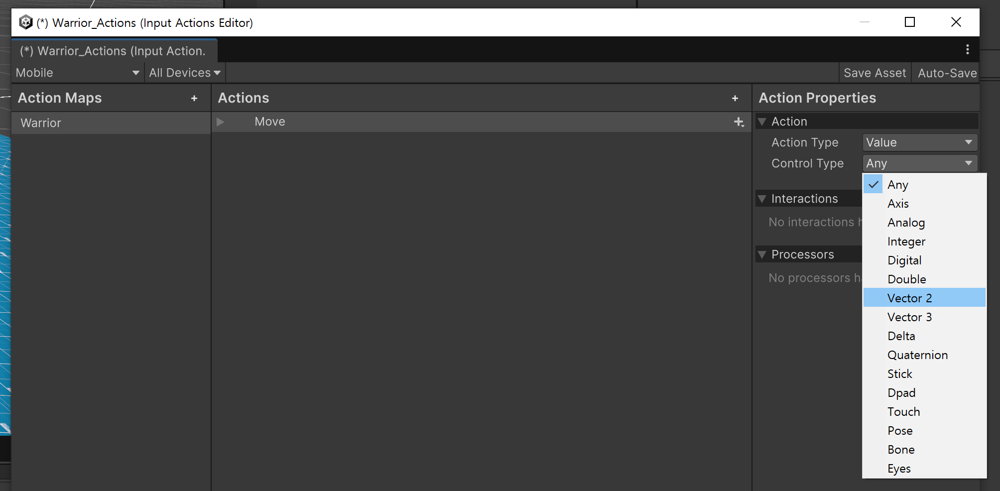 (*) Warrior_Actions (Input Actions Editor)
(*) Warrior_Actions (Input Action.
Mobile All Devices Save Asset Auto-Save
Action Maps + Actions + Action Properties
Warrior Move Action
Action Type Value
Control Type Any
Any
Axis
Interactions
Analog
No interactions
Integer
Processors
Digital
No processors
Double
Vector 2
Vector 3
Delta
Quaternion
Stick
Dpad
Touch
Pose
Bone
Eyes